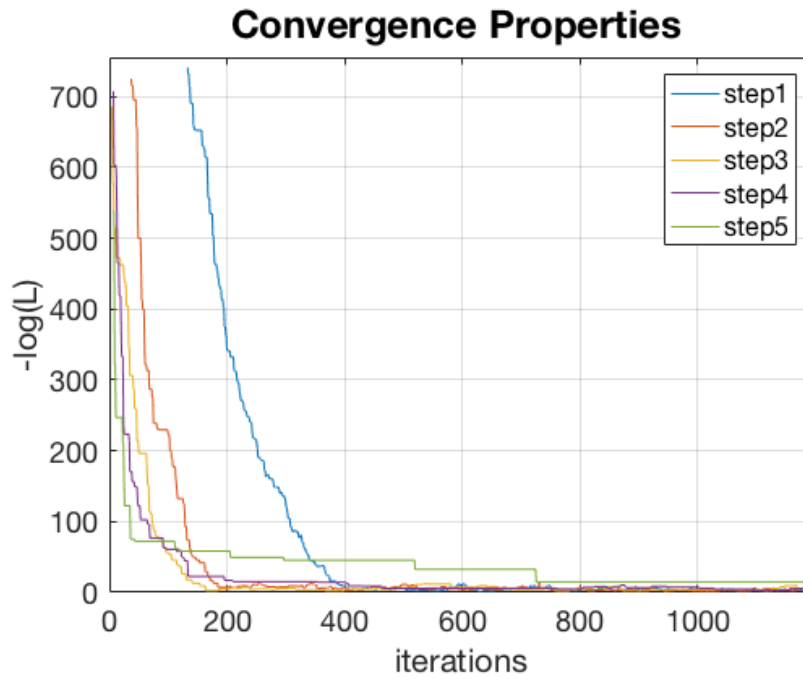 Convergence Properties
700
600
500
400
300
200
100
0
-log(L)
step1
step2
step3
step4
step5
0 200 400 600 800 1000
iterations